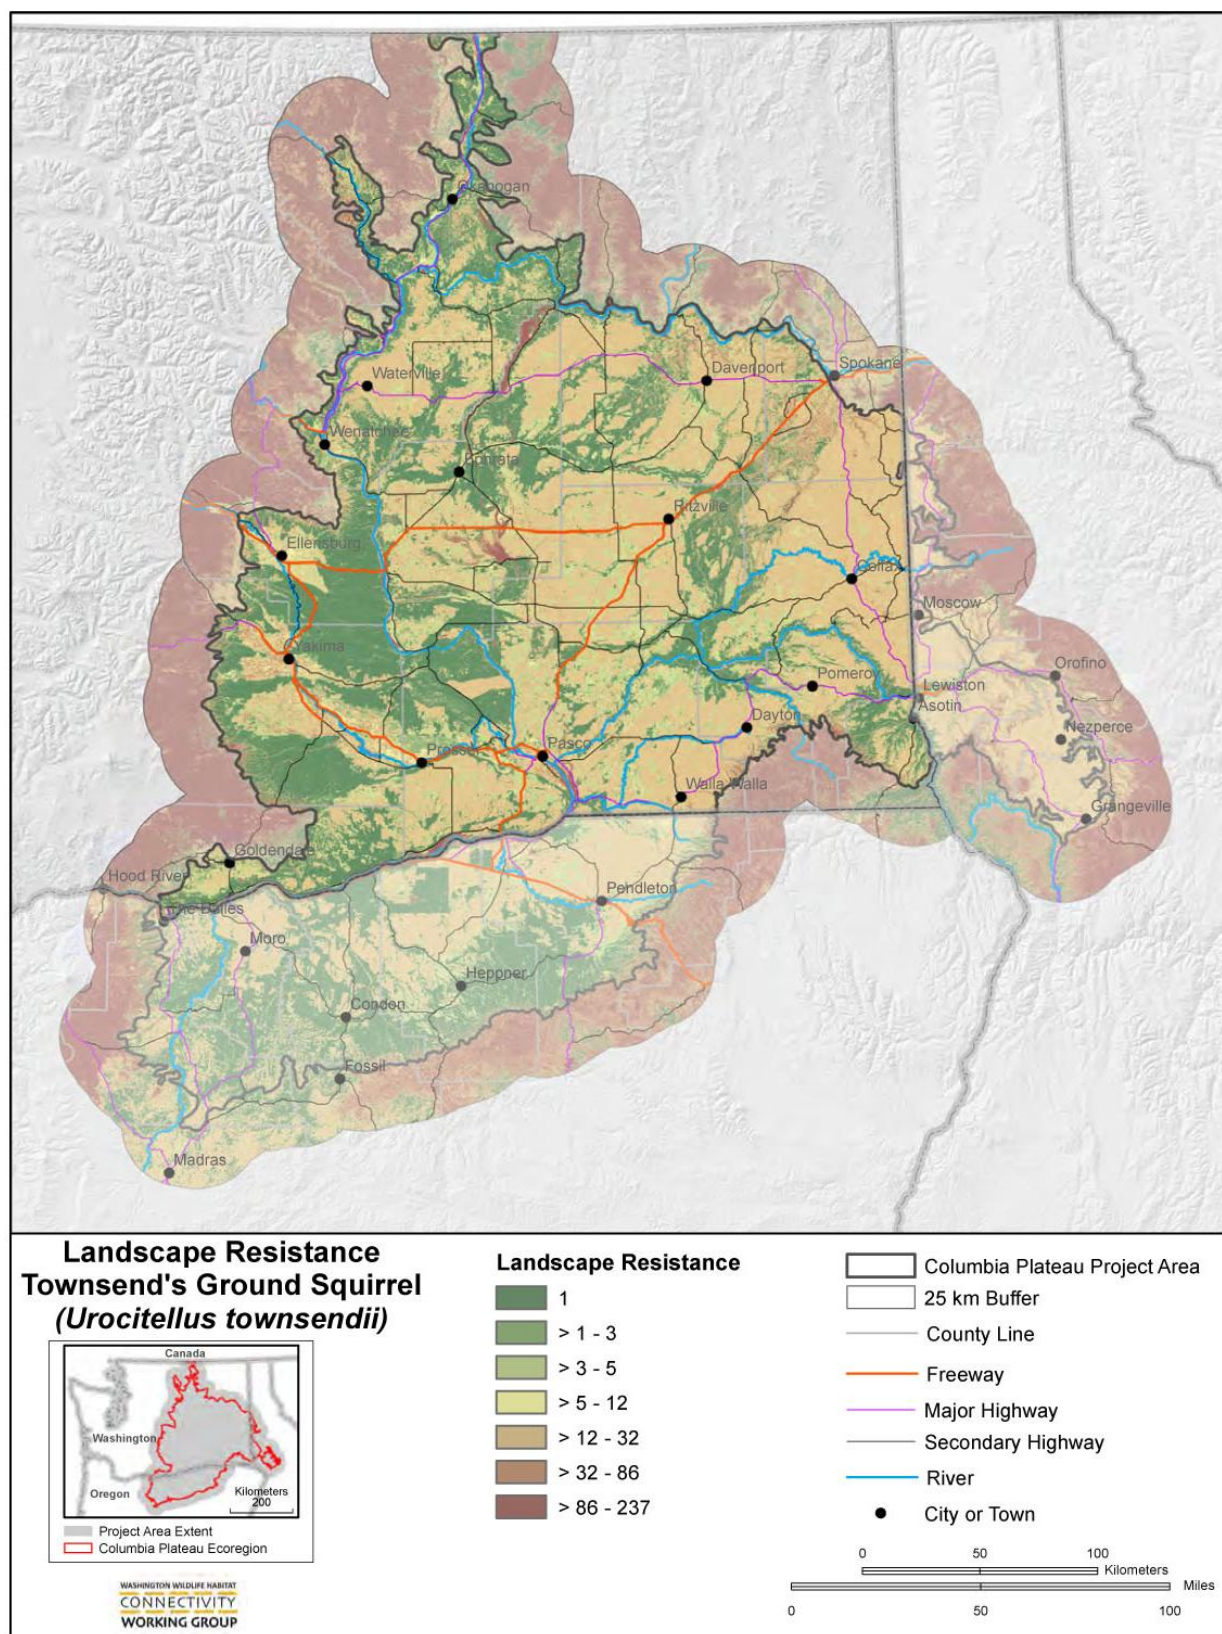 Okanogan
Spokane
Davenport
Waterville
Wenatchee
Ephrata
Ritzville
Ellensburg
Colfax
Moscow
Yakima
Orofino
Pomeroy
Lewiston
Asotin
Dayton
Nezperce
Pasco
Prosser
Walla Walla
Grangeville
Goldendale
Hood River
The Dalles
Pendleton
Moro
Heppner
Condon
Fossil
Madras
Landscape Resistance
Townsend's Ground Squirrel
(Urocitellus townsendii)
Canada
Washington
Oregon
Kilometers
200
Project Area Extent
Columbia Plateau Ecoregion
WASHINGTON WILDLIFE HABITAT
CONNECTIVITY
WORKING GROUP
Landscape Resistance
1
> 1 - 3
> 3 - 5
> 5 - 12
> 12 - 32
> 32 - 86
> 86 - 237
Columbia Plateau Project Area
25 km Buffer
County Line
Freeway
Major Highway
Secondary Highway
River
City or Town
0 50 100
Kilometers
Miles
0 50 100